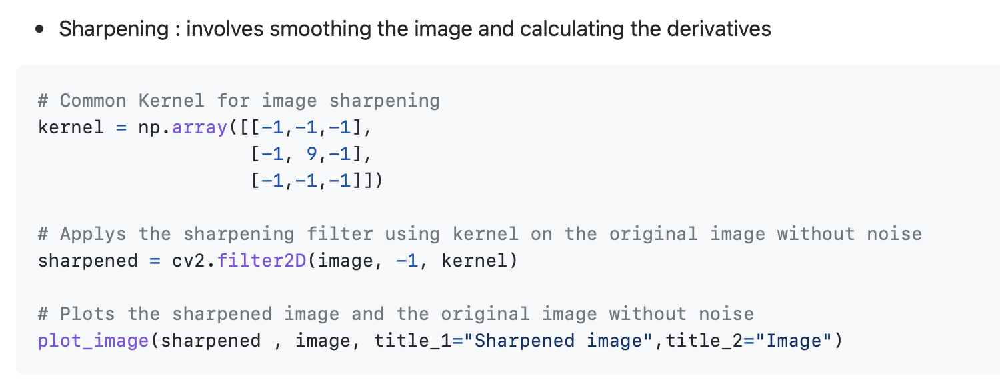 • Sharpening : involves smoothing the image and calculating the derivatives
# Common Kernel for image sharpening
kernel = np.array([[-1,-1,-1],
                   [-1, 9,-1],
                   [-1,-1,-1]])
# Applys the sharpening filter using kernel on the original image without noise
sharpened = cv2.filter2D(image, -1, kernel)
# Plots the sharpened image and the original image without noise
plot_image(sharpened , image, title_1="Sharpened image",title_2="Image")